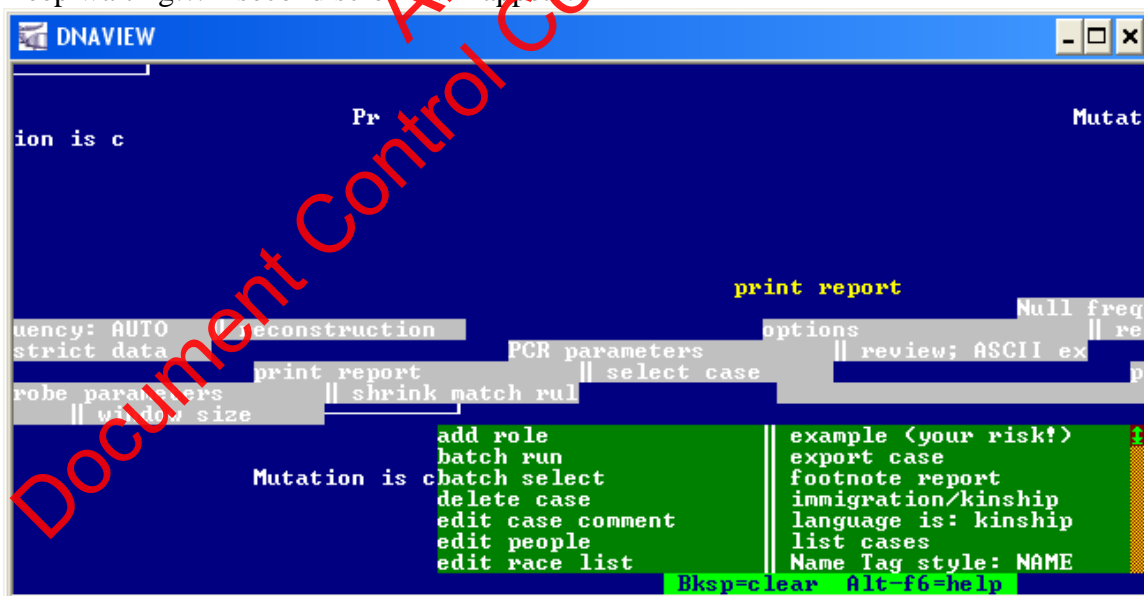 DNAVIEW
Pr Mutat
ion is c
print report
Null freq
uency: AUTO || reconstruction options || re
strict data PCR parameters || review; ASCII ex
print report || select case p
robe parameters || shrink match rul
|| window size
add role || example (your risk!)
batch run || export case
Mutation is c batch select || footnote report
delete case || immigration/kinship
edit case comment || language is: kinship
edit people || list cases
edit race list || Name Tag style: NAME
Bksp=clear Alt-f6=help
Document Control Co